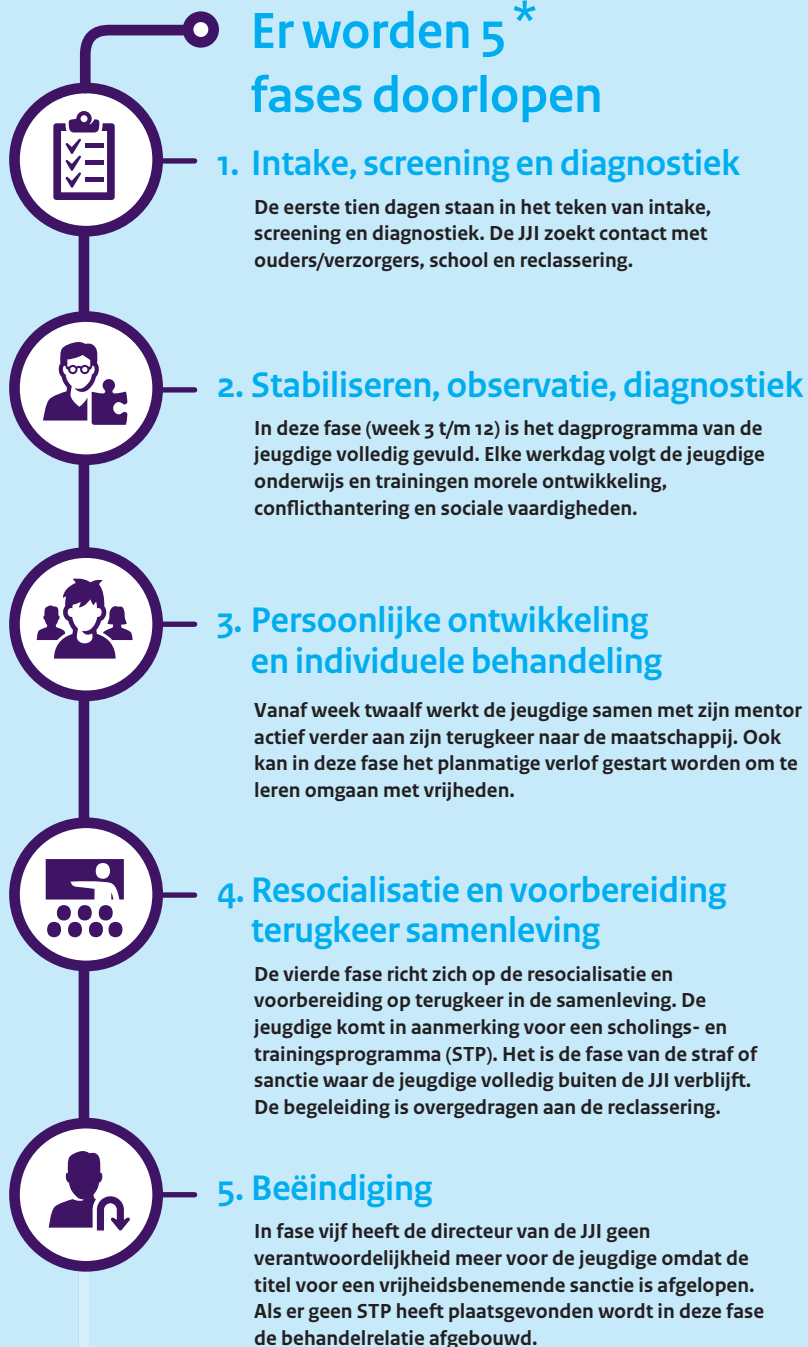 Er worden 5*
fases doorlopen
1. Intake, screening en diagnostiek
De eerste tien dagen staan in het teken van intake,
screening en diagnostiek. De JJI zoekt contact met
ouders/verzorgers, school en reclassering.
2. Stabiliseren, observatie, diagnostiek
In deze fase (week 3 t/m 12) is het dagprogramma van de
jeugdige volledig gevuld. Elke werkdag volgt de jeugdige
onderwijs en trainingen morele ontwikkeling,
conflicthantering en sociale vaardigheden.
3. Persoonlijke ontwikkeling
en individuele behandeling
Vanaf week twaalf werkt de jeugdige samen met zijn mentor
actief verder aan zijn terugkeer naar de maatschappij. Ook
kan in deze fase het planmatige verlof gestart worden om te
leren omgaan met vrijheden.
4. Resocialisatie en voorbereiding
terugkeer samenleving
De vierde fase richt zich op de resocialisatie en
voorbereiding op terugkeer in de samenleving. De
jeugdige komt in aanmerking voor een scholings- en
trainingsprogramma (STP). Het is de fase van de straf of
sanctie waar de jeugdige volledig buiten de JJI verblijft.
De begeleiding is overgedragen aan de reclassering.
5. Beëindiging
In fase vijf heeft de directeur van de JJI geen
verantwoordelijkheid meer voor de jeugdige omdat de
titel voor een vrijheidsbenemende sanctie is afgelopen.
Als er geen STP heeft plaatsgevonden wordt in deze fase
de behandelrelatie afgebouwd.